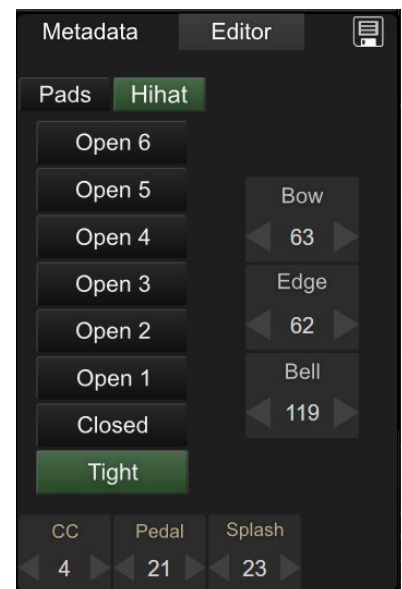 Metadata Editor
Pads Hihat
Open 6
Open 5
Open 4
Open 3
Open 2
Open 1
Closed
Tight
Bow
63
Edge
62
Bell
119
CC Pedal Splash
4 21 23